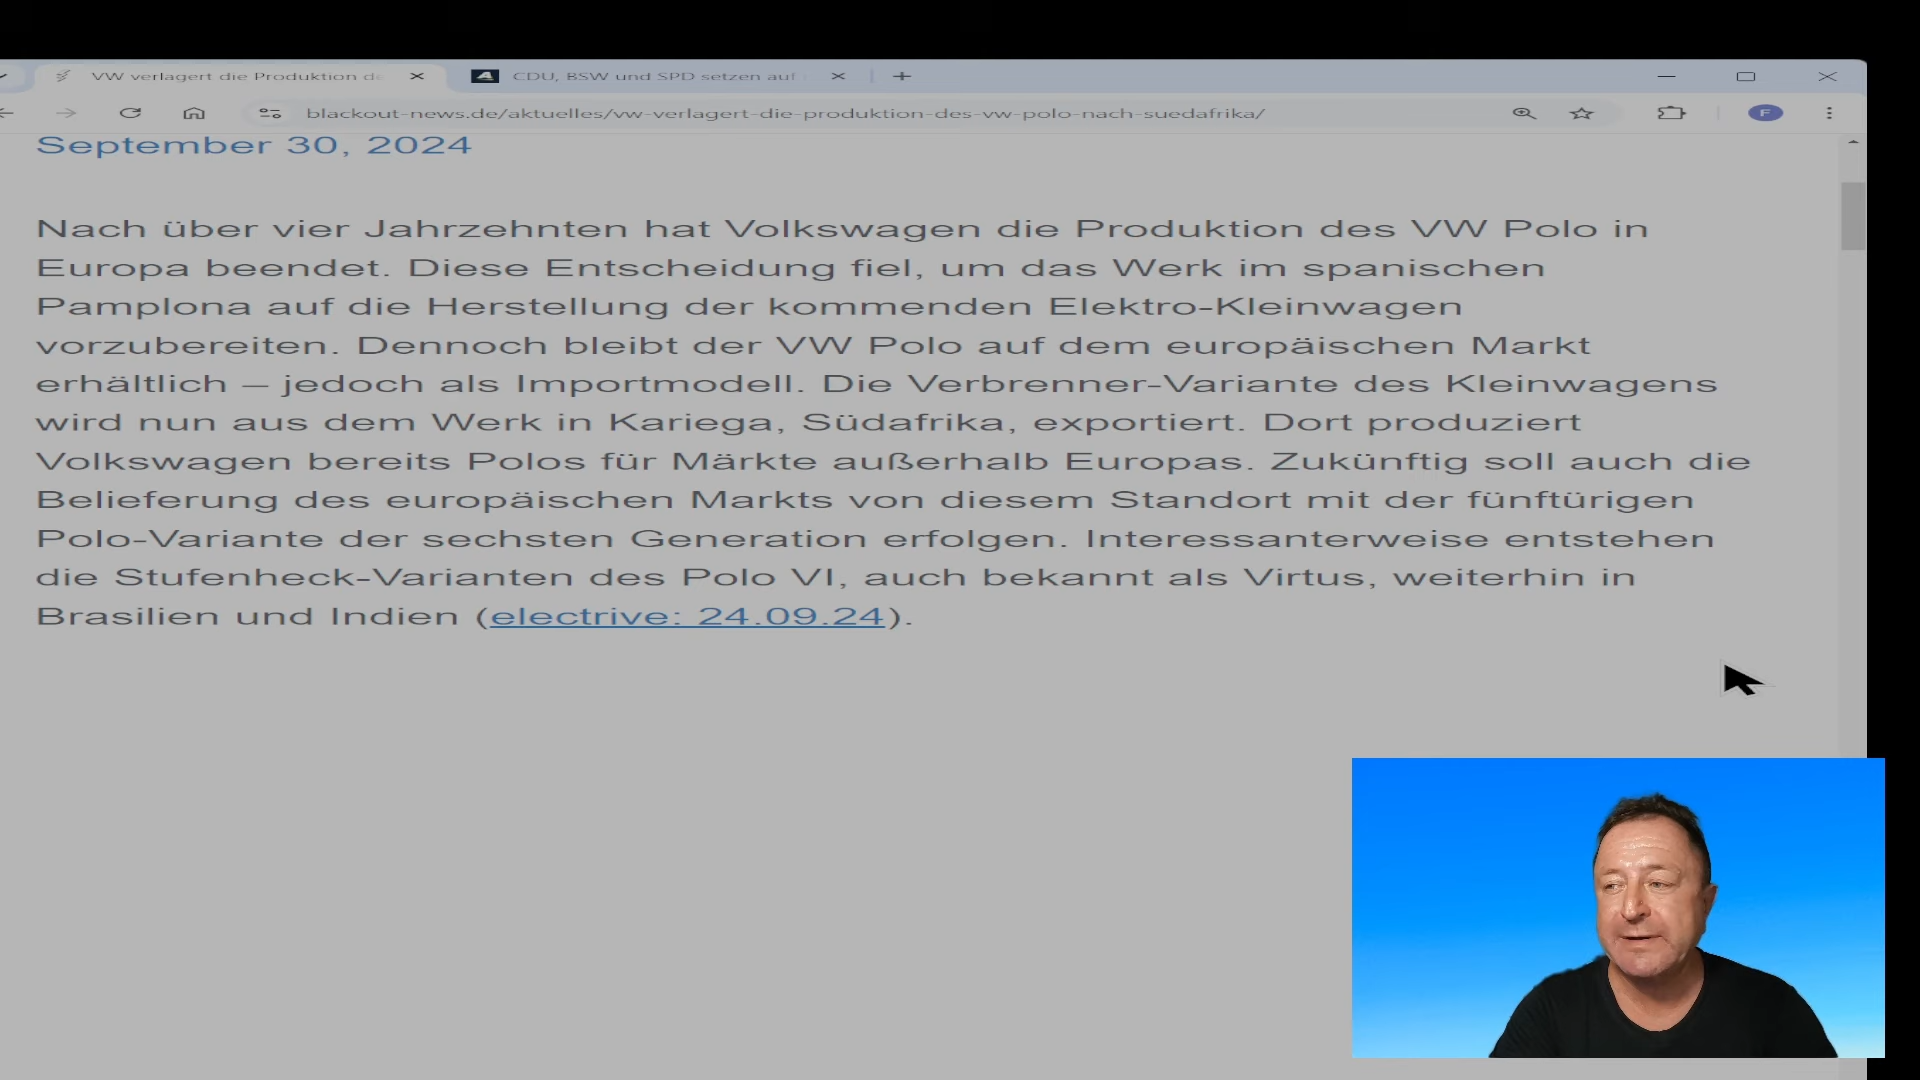 VW verlagert die Produktion de
CDU, BSW und SPD setzen auf
blackout-news.de/aktuelles/vw-verlagert-die-produktion-des-vw-polo-nach-suedafrika/
F
September 30, 2024
Nach über vier Jahrzehnten hat Volkswagen die Produktion des VW Polo in
Europa beendet. Diese Entscheidung fiel, um das Werk im spanischen
Pamplona auf die Herstellung der kommenden Elektro-Kleinwagen
vorzubereiten. Dennoch bleibt der VW Polo auf dem europäischen Markt
erhältlich – jedoch als Importmodell. Die Verbrenner-Variante des Kleinwagens
wird nun aus dem Werk in Kariega, Südafrika, exportiert. Dort produziert
Volkswagen bereits Polos für Märkte außerhalb Europas. Zukünftig soll auch die
Belieferung des europäischen Markts von diesem Standort mit der fünftürigen
Polo-Variante der sechsten Generation erfolgen. Interessanterweise entstehen
die Stufenheck-Varianten des Polo VI, auch bekannt als Virtus, weiterhin in
Brasilien und Indien (electrive: 24.09.24).